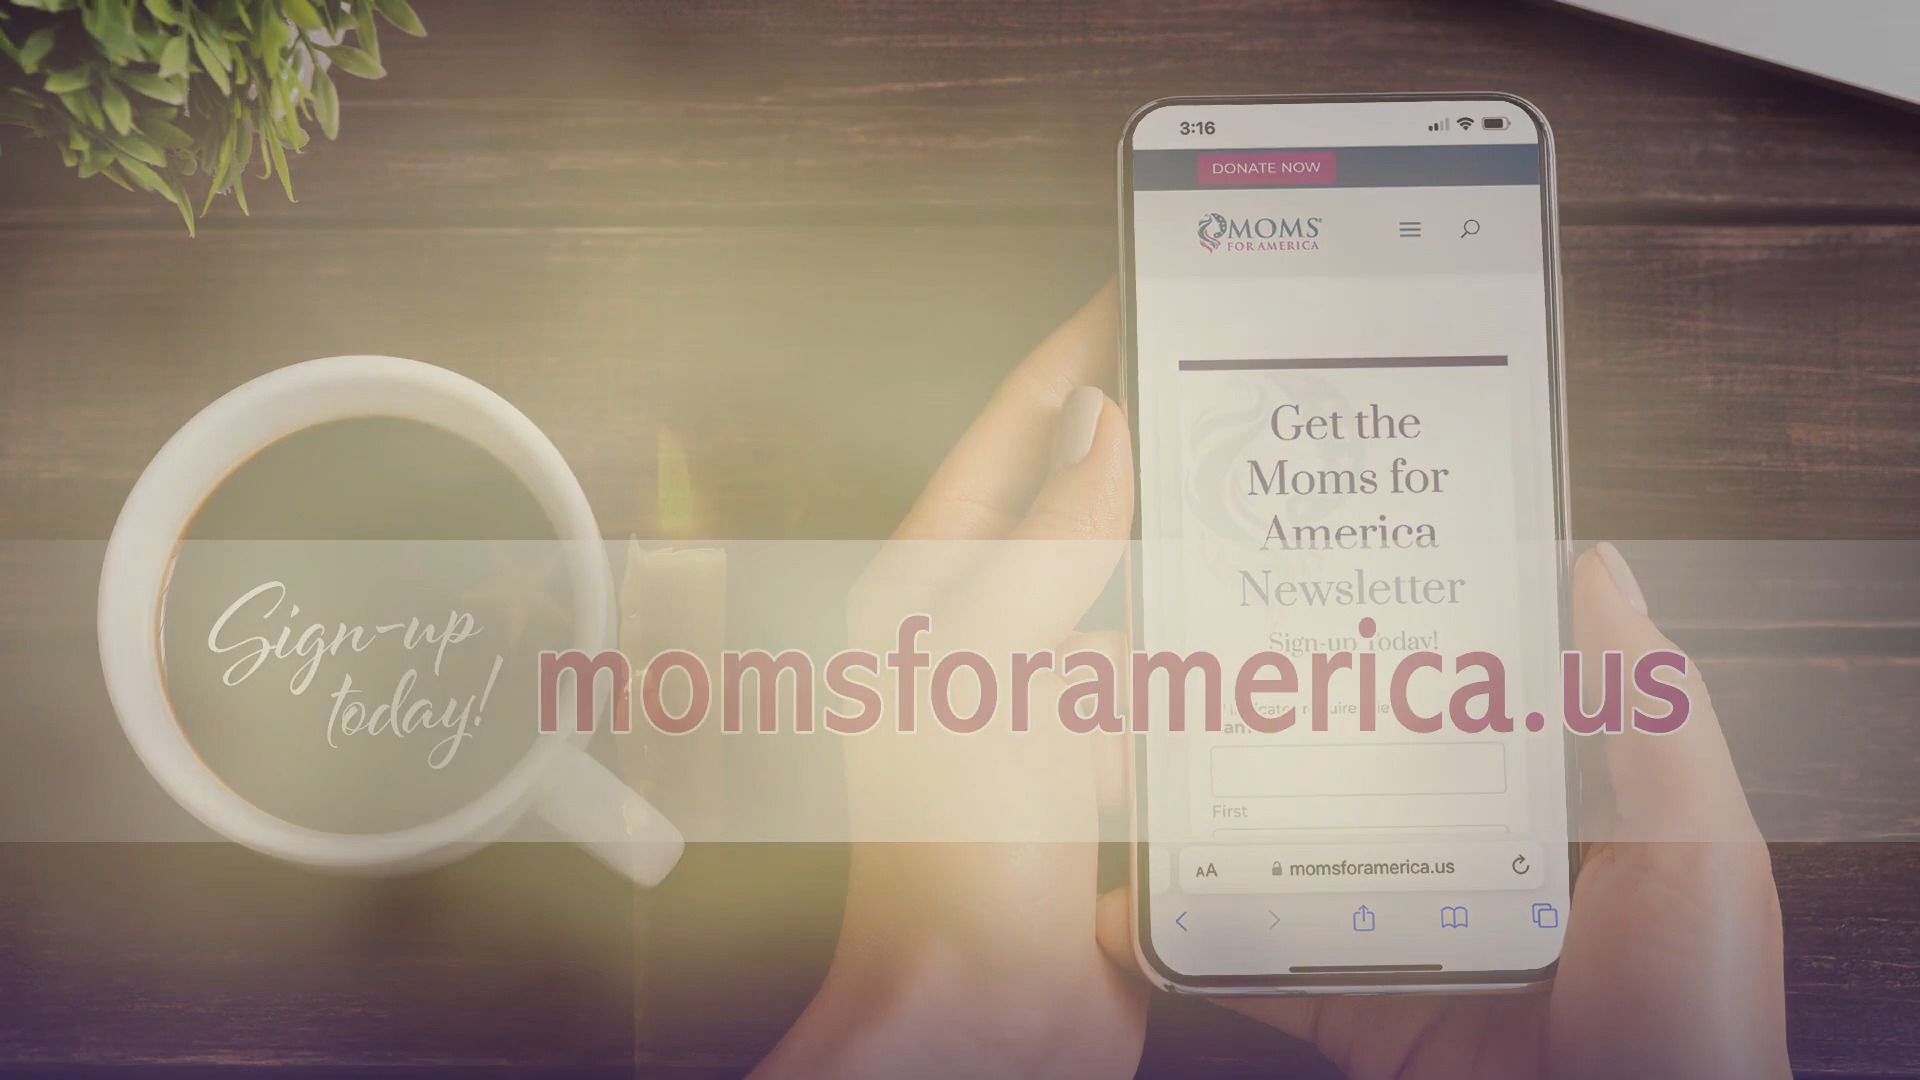 3:16
DONATE NOW
MOMS
FOR AMERICA
Get the
Moms for
America
Newsletter
Sign-up Today!
Sign-up
today!
momsforamerica.us
First
AA momsforamerica.us